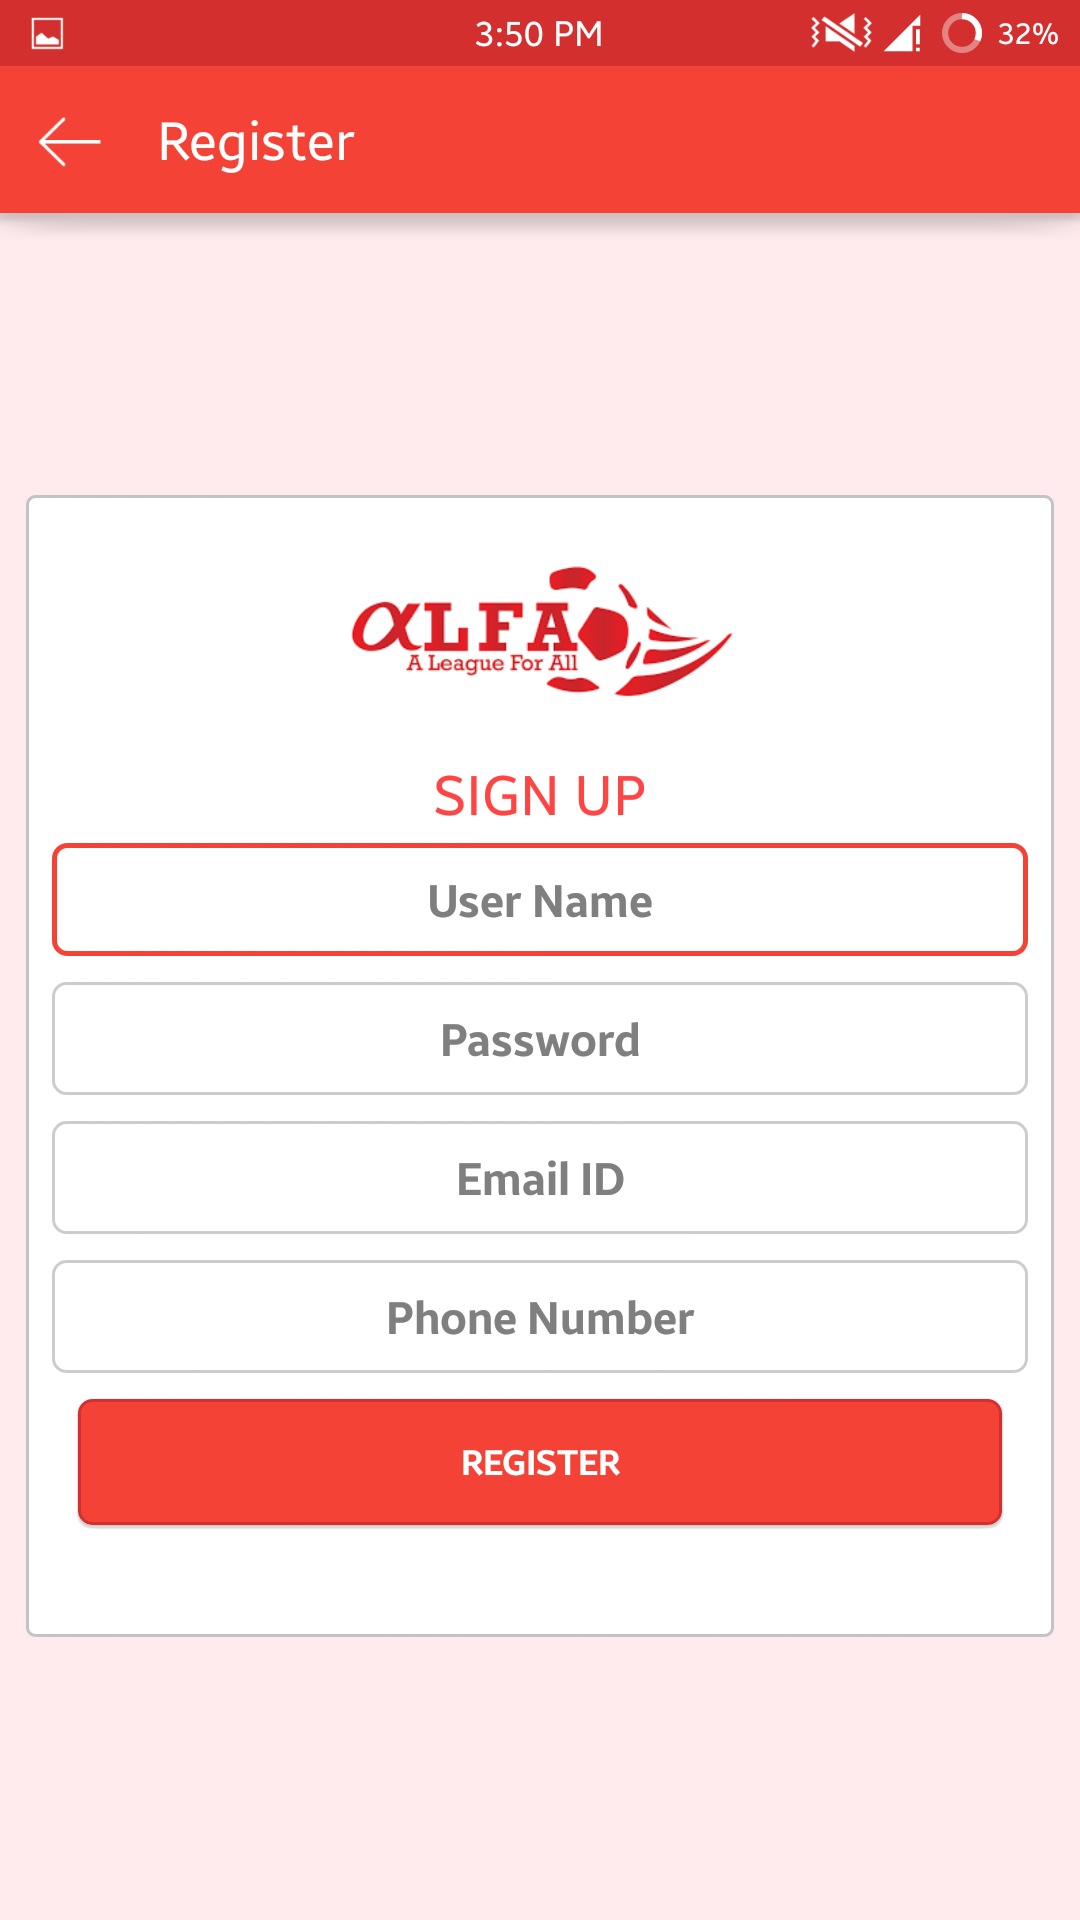 3:50 PM
32%
Register
αLFA
A League For All
SIGN UP
User Name
Password
Email ID
Phone Number
REGISTER